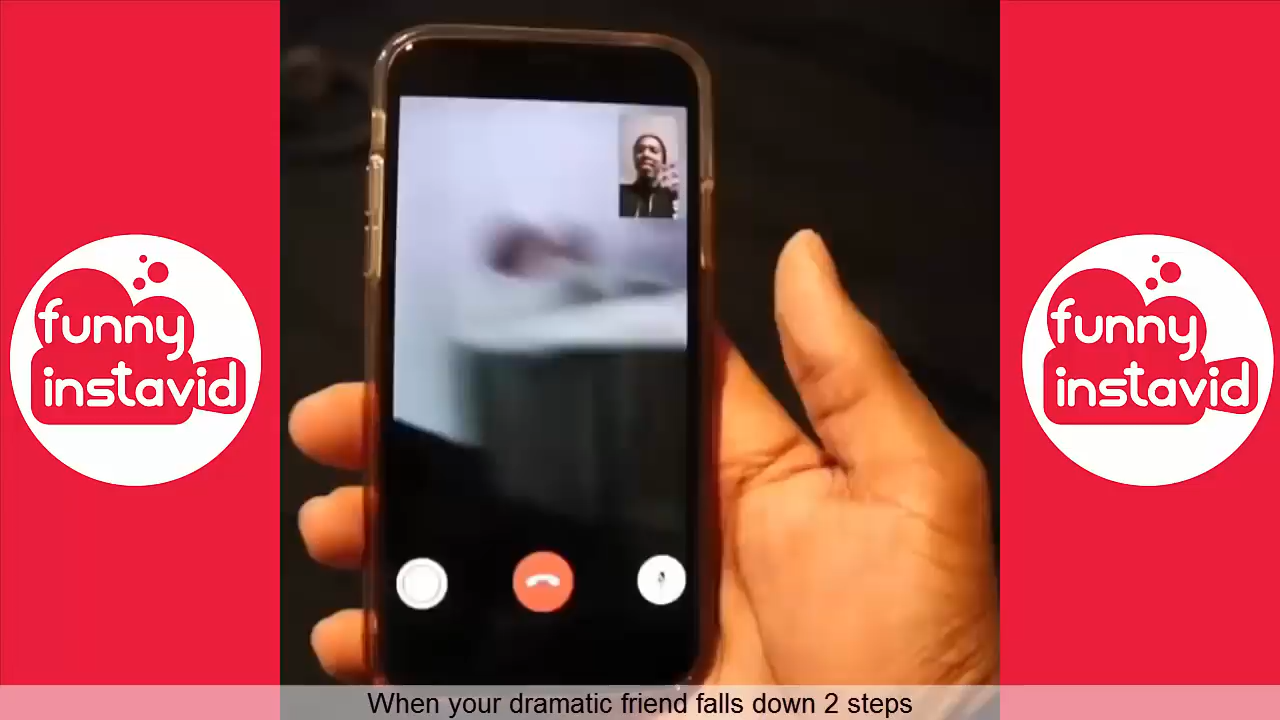 funny
instavid
funny
instavid
When your dramatic friend falls down 2 steps